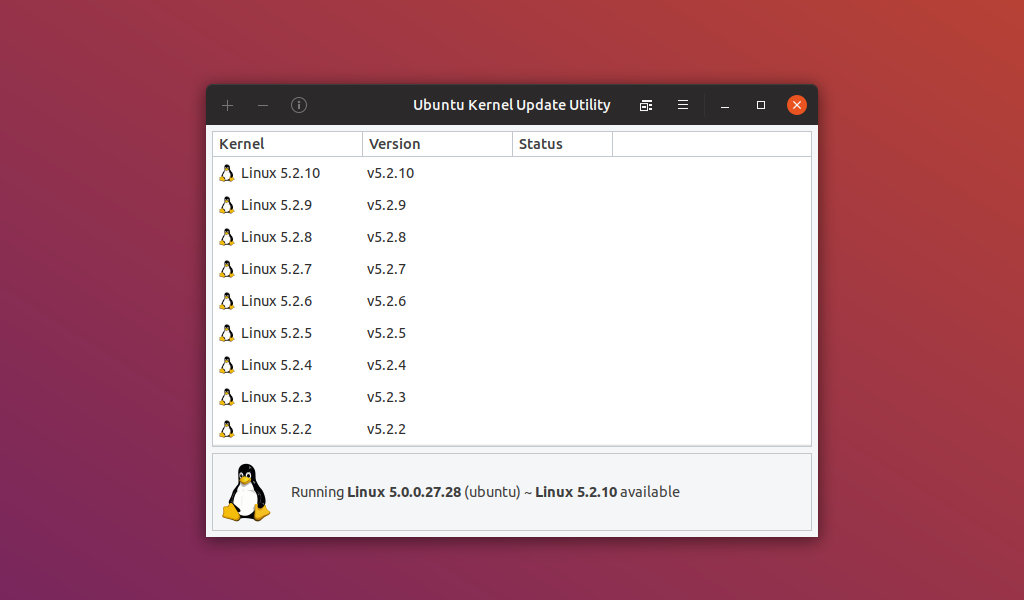 Ubuntu Kernel Update Utility
Kernel Version Status
Linux 5.2.10 v5.2.10
Linux 5.2.9 v5.2.9
Linux 5.2.8 v5.2.8
Linux 5.2.7 v5.2.7
Linux 5.2.6 v5.2.6
Linux 5.2.5 v5.2.5
Linux 5.2.4 v5.2.4
Linux 5.2.3 v5.2.3
Linux 5.2.2 v5.2.2
Running Linux 5.0.0.27.28 (ubuntu) ~ Linux 5.2.10 available